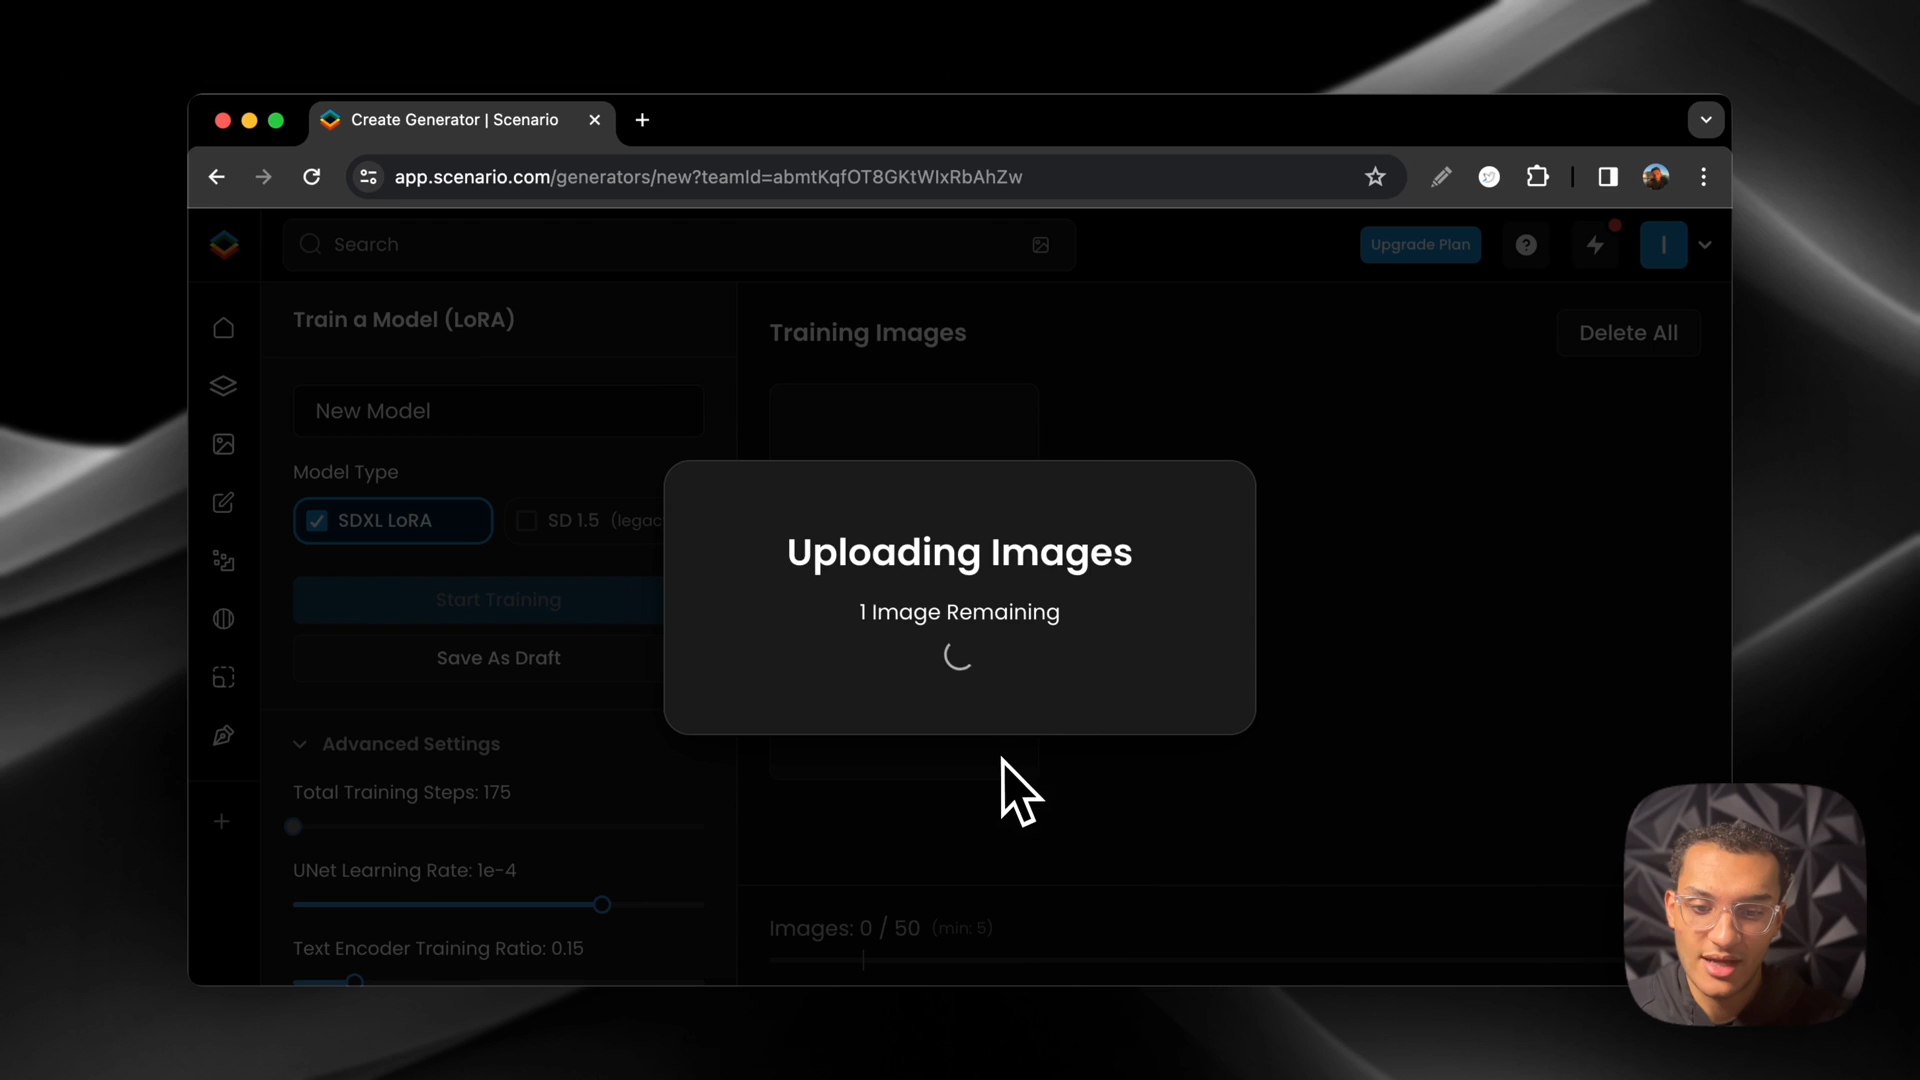 Create Generator | Scenario
app.scenario.com/generators/new?teamId=abmtKqfOT8GKtWIxRbAhZw
Search
Upgrade Plan
I
Train a Model (LoRA)
Training Images
Delete All
New Model
Model Type
SDXL LoRA
SD 1.5 (legac
Uploading Images
1 Image Remaining
Start Training
Save As Draft
Advanced Settings
Total Training Steps: 175
UNet Learning Rate: 1e-4
Text Encoder Training Ratio: 0.15
Images: 0 / 50 (min: 5)